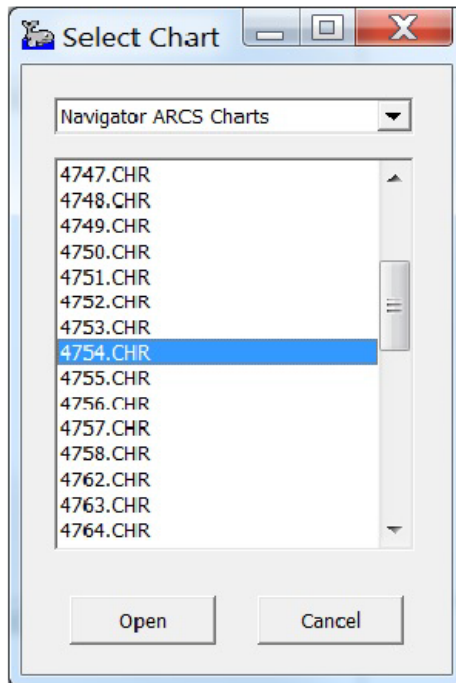 Select Chart
Navigator ARCS Charts
4747.CHR
4748.CHR
4749.CHR
4750.CHR
4751.CHR
4752.CHR
4753.CHR
4754.CHR
4755.CHR
4756.CHR
4757.CHR
4758.CHR
4762.CHR
4763.CHR
4764.CHR
Open Cancel